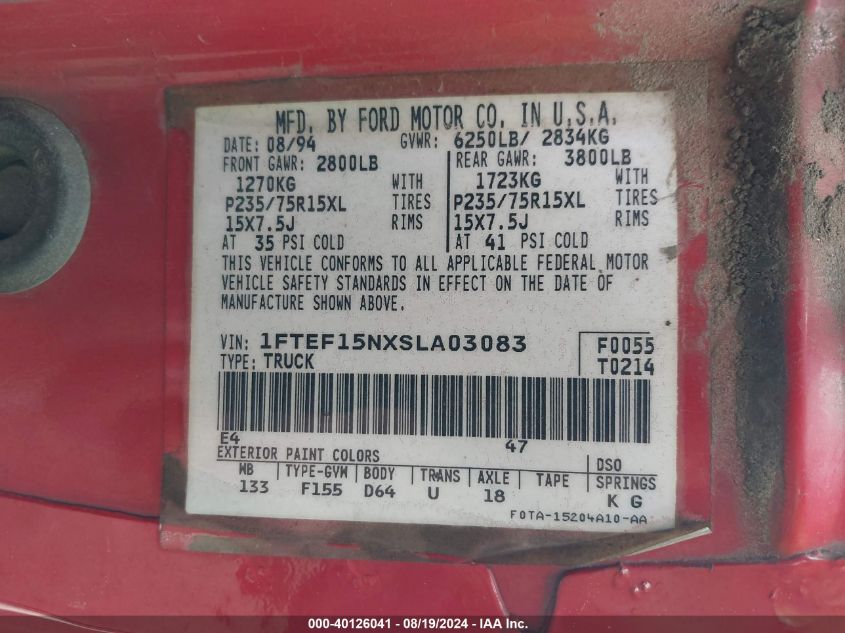 MFD. BY FORD MOTOR CO. IN U.S.A.
DATE: 08/94 GVWR: 6250LB/ 2834KG
FRONT GAWR: 2800LB REAR GAWR: 3800LB
1270KG WITH 1723KG WITH
P235/75R15XL TIRES P235/75R15XL TIRES
15X7.5J RIMS 15X7.5J RIMS
AT 35 PSI COLD AT 41 PSI COLD
THIS VEHICLE CONFORMS TO ALL APPLICABLE FEDERAL MOTOR
VEHICLE SAFETY STANDARDS IN EFFECT ON THE DATE OF
MANUFACTURE SHOWN ABOVE.
VIN: 1FTEF15NXSLA03083 F0055
TYPE: TRUCK T0214
E4 47
EXTERIOR PAINT COLORS DSO
WB TYPE-GVW BODY TRANS AXLE TAPE SPRINGS
133 F155 D64 U 18 K G
F0TA-15204A10-AA
000-40126041 - 08/19/2024 - IAA Inc.